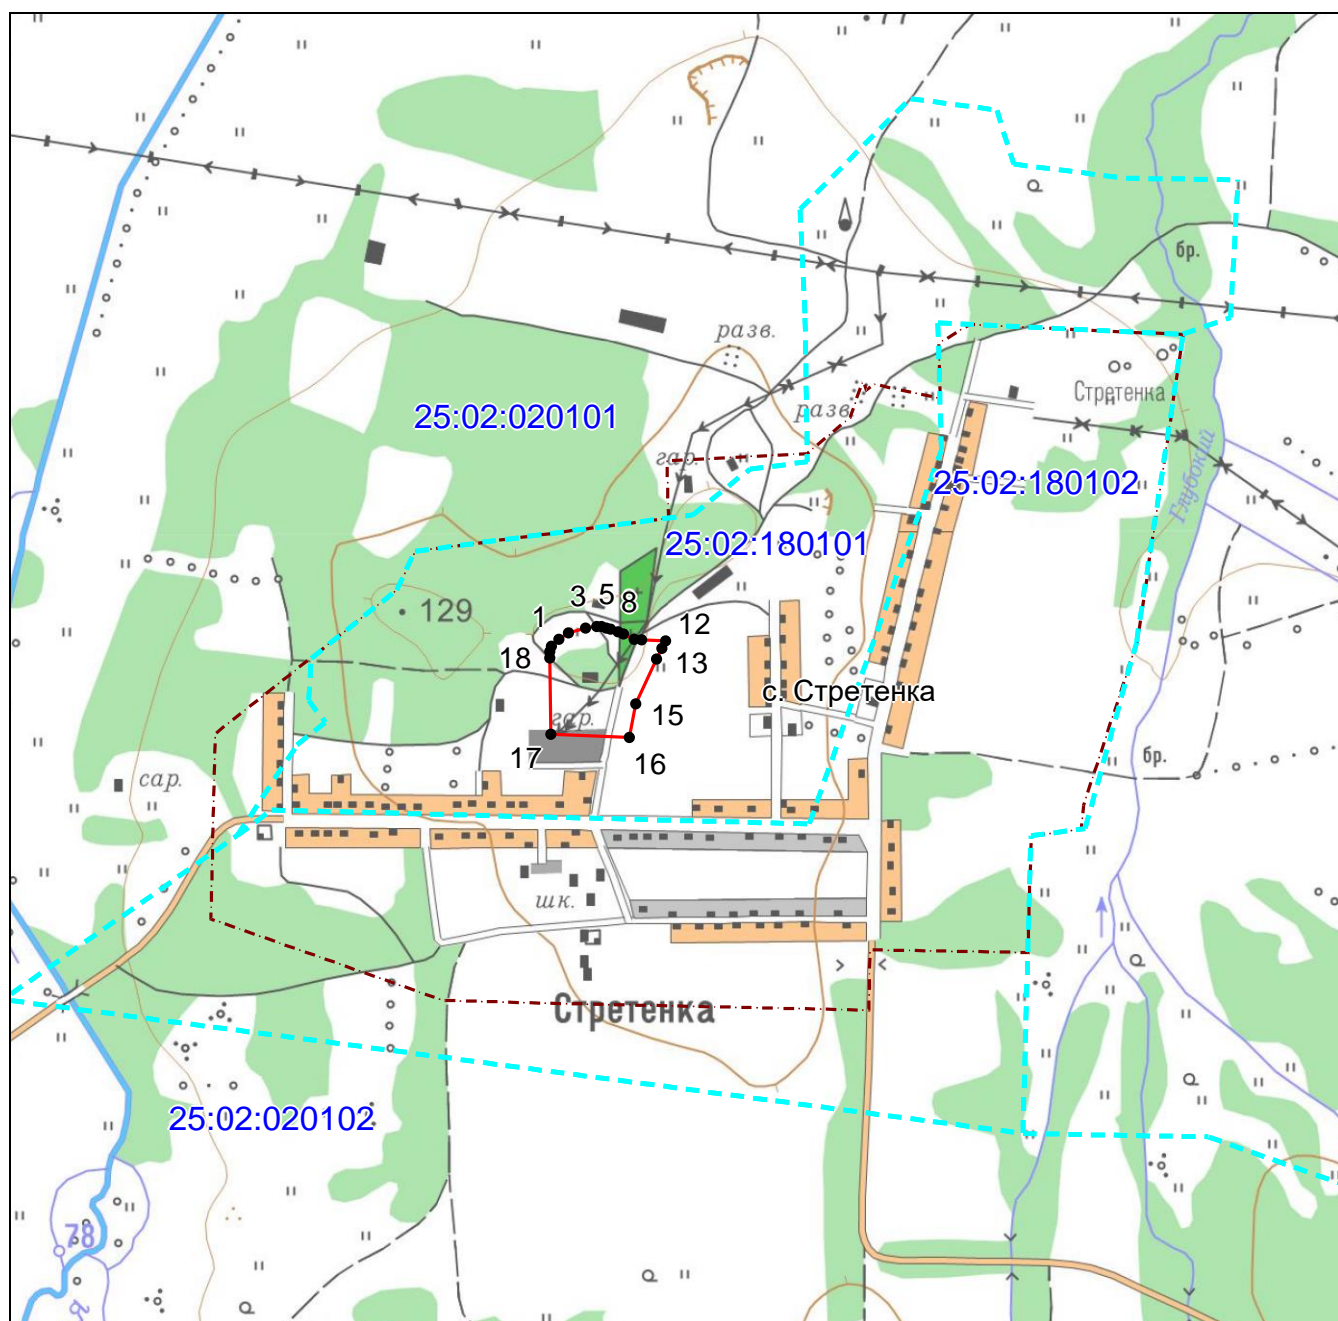 бр.
разв.
Стретенка
разв.
25:02:020101
гар.
25:02:180102
Глубокий
25:02:180101
129
1
3
5
8
12
18
13
с. Стретенка
15
гар.
17
16
бр.
сар.
шк.
Стретенка
25:02:020102
78
Я